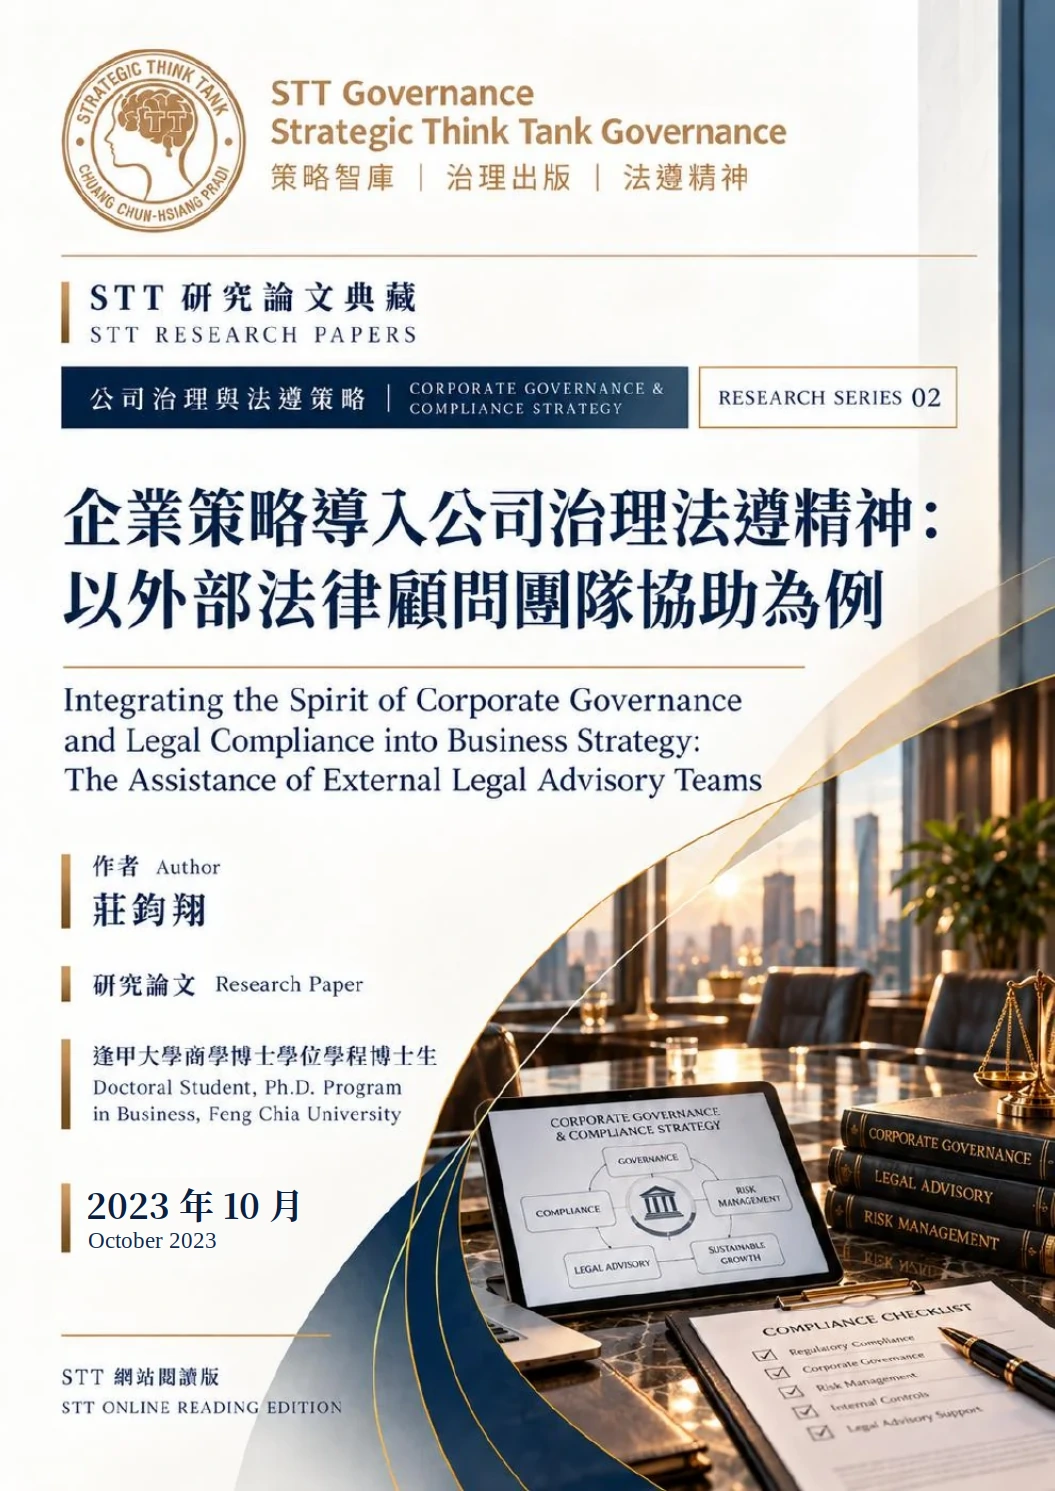 STRATEGIC THINK TANK
STT
CHUANG CHUN-HSIANG PRADI
STT Governance
Strategic Think Tank Governance
策略智庫 | 治理出版 | 法遵精神
STT 研究論文典藏
STT RESEARCH PAPERS
公司治理與法遵策略 | CORPORATE GOVERNANCE &
COMPLIANCE STRATEGY
RESEARCH SERIES 02
企業策略導入公司治理法遵精神：
以外部法律顧問團隊協助為例
Integrating the Spirit of Corporate Governance
and Legal Compliance into Business Strategy:
The Assistance of External Legal Advisory Teams
作者 Author
莊鈞翔
研究論文 Research Paper
逢甲大學商學博士學位學程博士生
Doctoral Student, Ph.D. Program
in Business, Feng Chia University
2023 年 10 月
October 2023
STT 網站閱讀版
STT ONLINE READING EDITION
CORPORATE GOVERNANCE
& COMPLIANCE STRATEGY
GOVERNANCE
COMPLIANCE
RISK
MANAGEMENT
LEGAL ADVISORY
SUSTAINABLE
GROWTH
CORPORATE GOVERNANCE
LEGAL ADVISORY
RISK MANAGEMENT
COMPLIANCE CHECKLIST
Regulatory Compliance
Corporate Governance
Risk Management
Internal Controls
Legal Advisory Support